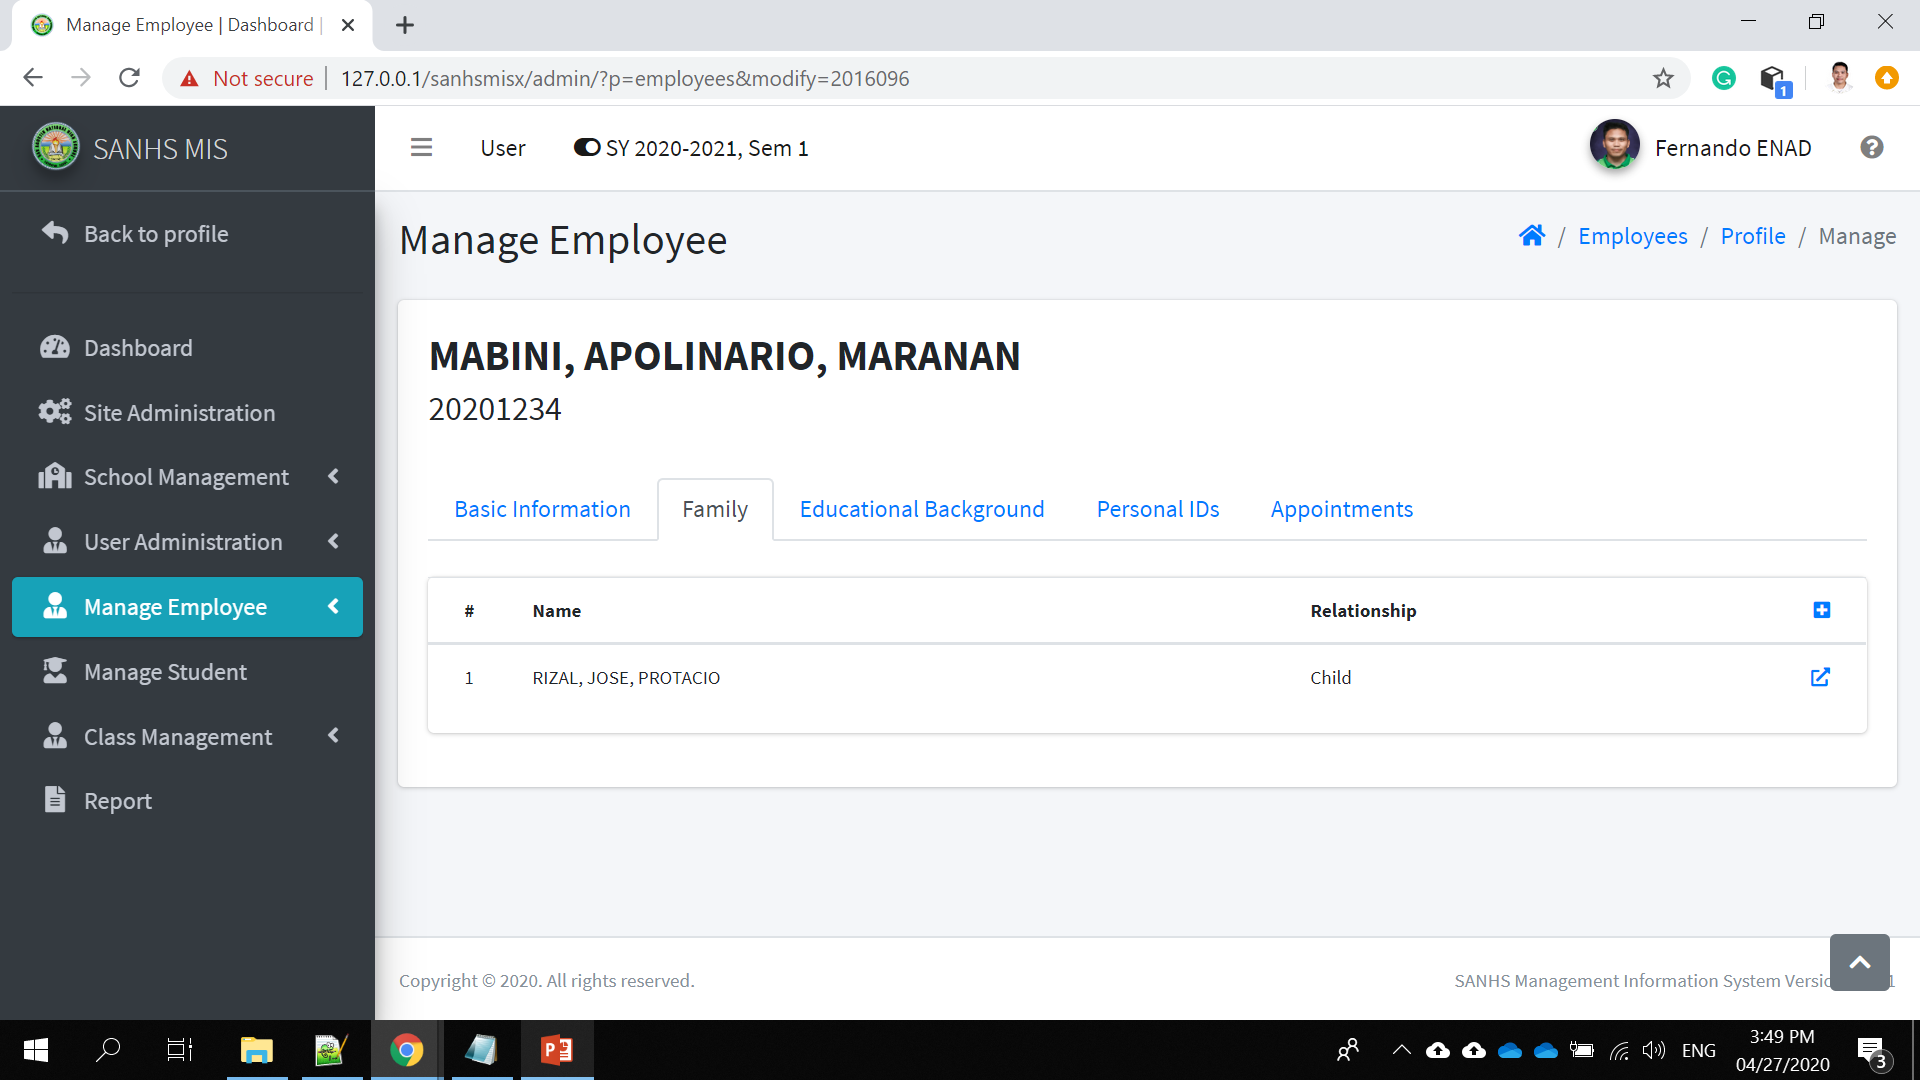 Manage Employee | Dashboard |
Not secure
127.0.0.1/sanhsmisx/admin/?p=employees&modify=2016096
1
SANHS MIS
User
SY 2020-2021, Sem 1
Fernando ENAD
Back to profile
Dashboard
Site Administration
School Management
User Administration
Manage Employee
Manage Student
Class Management
Report
Manage Employee
/ Employees / Profile / Manage
MABINI, APOLINARIO, MARANAN
20201234
Basic Information
Family
Educational Background
Personal IDs
Appointments
# Name Relationship
1 RIZAL, JOSE, PROTACIO Child
Copyright © 2020. All rights reserved.
SANHS Management Information System 1
ENG
3:49 PM
04/27/2020
3